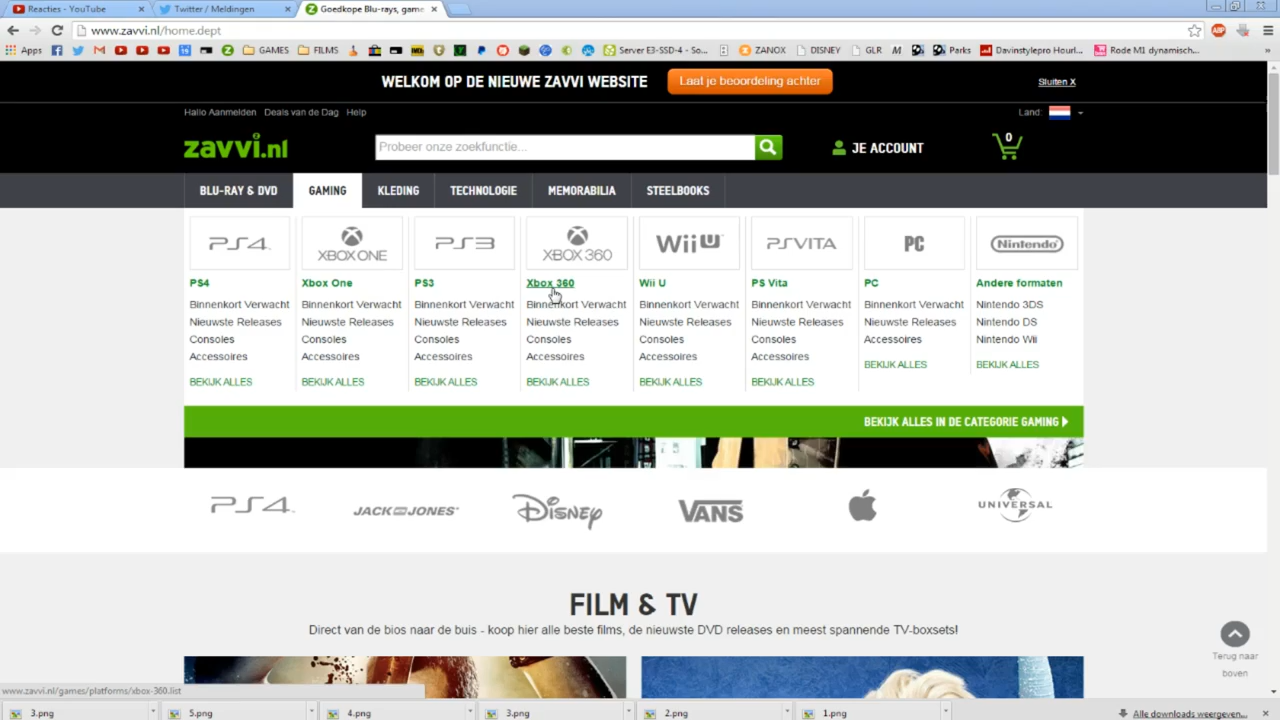 Reacties - YouTube
Twitter / Meldingen
Goedkope Blu-rays, game
www.zavvi.nl/home.dept
Apps
GAMES
FILMS
Server E3-SSD-4 - So...
ZANOX
DISNEY
GLR
Parks
Davinstylepro Hourl...
Rode M1 dynamisch...
WELKOM OP DE NIEUWE ZAVVI WEBSITE
Laat je beoordeling achter
Sluiten X
Hallo Aanmelden
Deals van de Dag
Help
Land:
zavvi.nl
Probeer onze zoekfunctie...
JE ACCOUNT
0
BLU-RAY & DVD
GAMING
KLEDING
TECHNOLOGIE
MEMORABILIA
STEELBOOKS
PS4
XBOX ONE
PS3
XBOX 360
Wii U
PSVITA
PC
Nintendo
PS4
Binnenkort Verwacht
Nieuwste Releases
Consoles
Accessoires
BEKIJK ALLES
Xbox One
Binnenkort Verwacht
Nieuwste Releases
Consoles
Accessoires
BEKIJK ALLES
PS3
Binnenkort Verwacht
Nieuwste Releases
Consoles
Accessoires
BEKIJK ALLES
Xbox 360
Binnenkort Verwacht
Nieuwste Releases
Consoles
Accessoires
BEKIJK ALLES
Wii U
Binnenkort Verwacht
Nieuwste Releases
Consoles
Accessoires
BEKIJK ALLES
PS Vita
Binnenkort Verwacht
Nieuwste Releases
Consoles
Accessoires
BEKIJK ALLES
PC
Binnenkort Verwacht
Nieuwste Releases
Accessoires
BEKIJK ALLES
Andere formaten
Nintendo 3DS
Nintendo DS
Nintendo Wii
BEKIJK ALLES
BEKIJK ALLES IN DE CATEGORIE GAMING
PS4
JACK & JONES
Disney
VANS
UNIVERSAL
FILM & TV
Direct van de bios naar de buis - koop hier alle beste films, de nieuwste DVD releases en meest spannende TV-boxsets!
Terug naar
boven
www.zavvi.nl/games/platforms/xbox-360.list
3.png
5.png
4.png
3.png
2.png
1.png
Alle downloads weergeven...